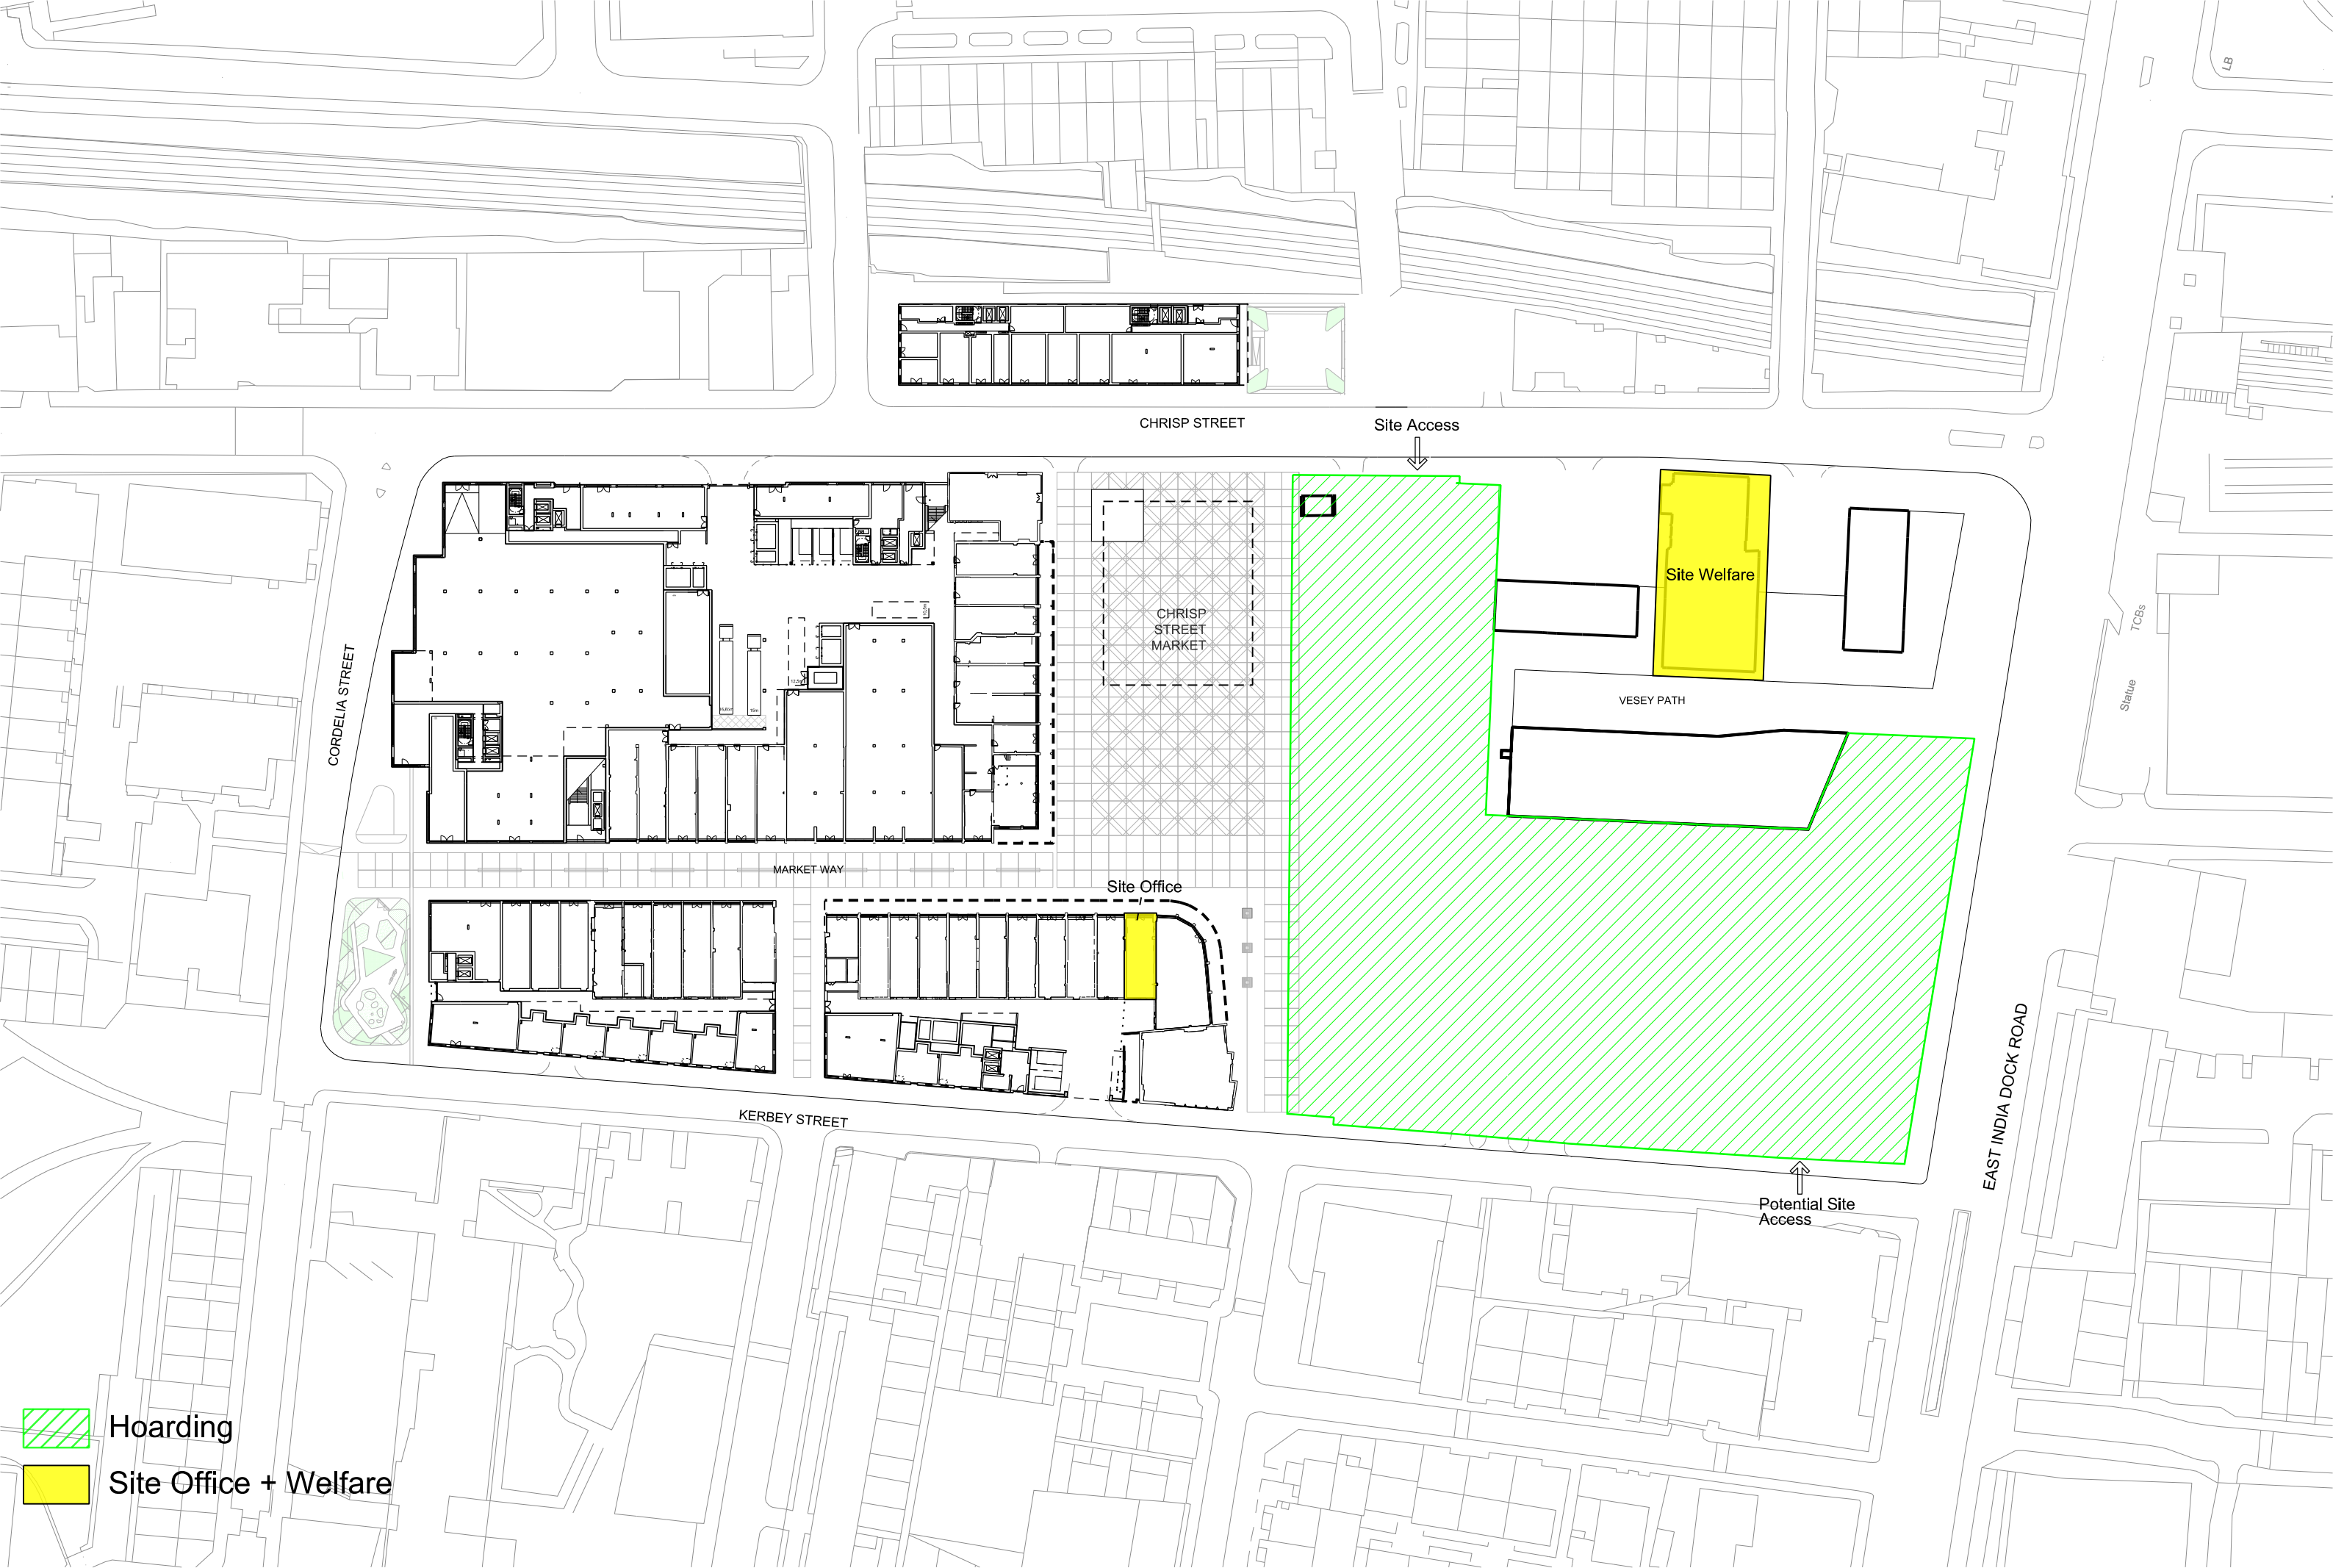 LB
CHRISP STREET
Site Access
Site Welfare
CHRISP
STREET
MARKET
TCBs
CORDELIA STREET
Statue
VESEY PATH
MARKET WAY
Site Office
EAST INDIA DOCK ROAD
KERBEY STREET
Potential Site
Access
Hoarding
Site Office + Welfare